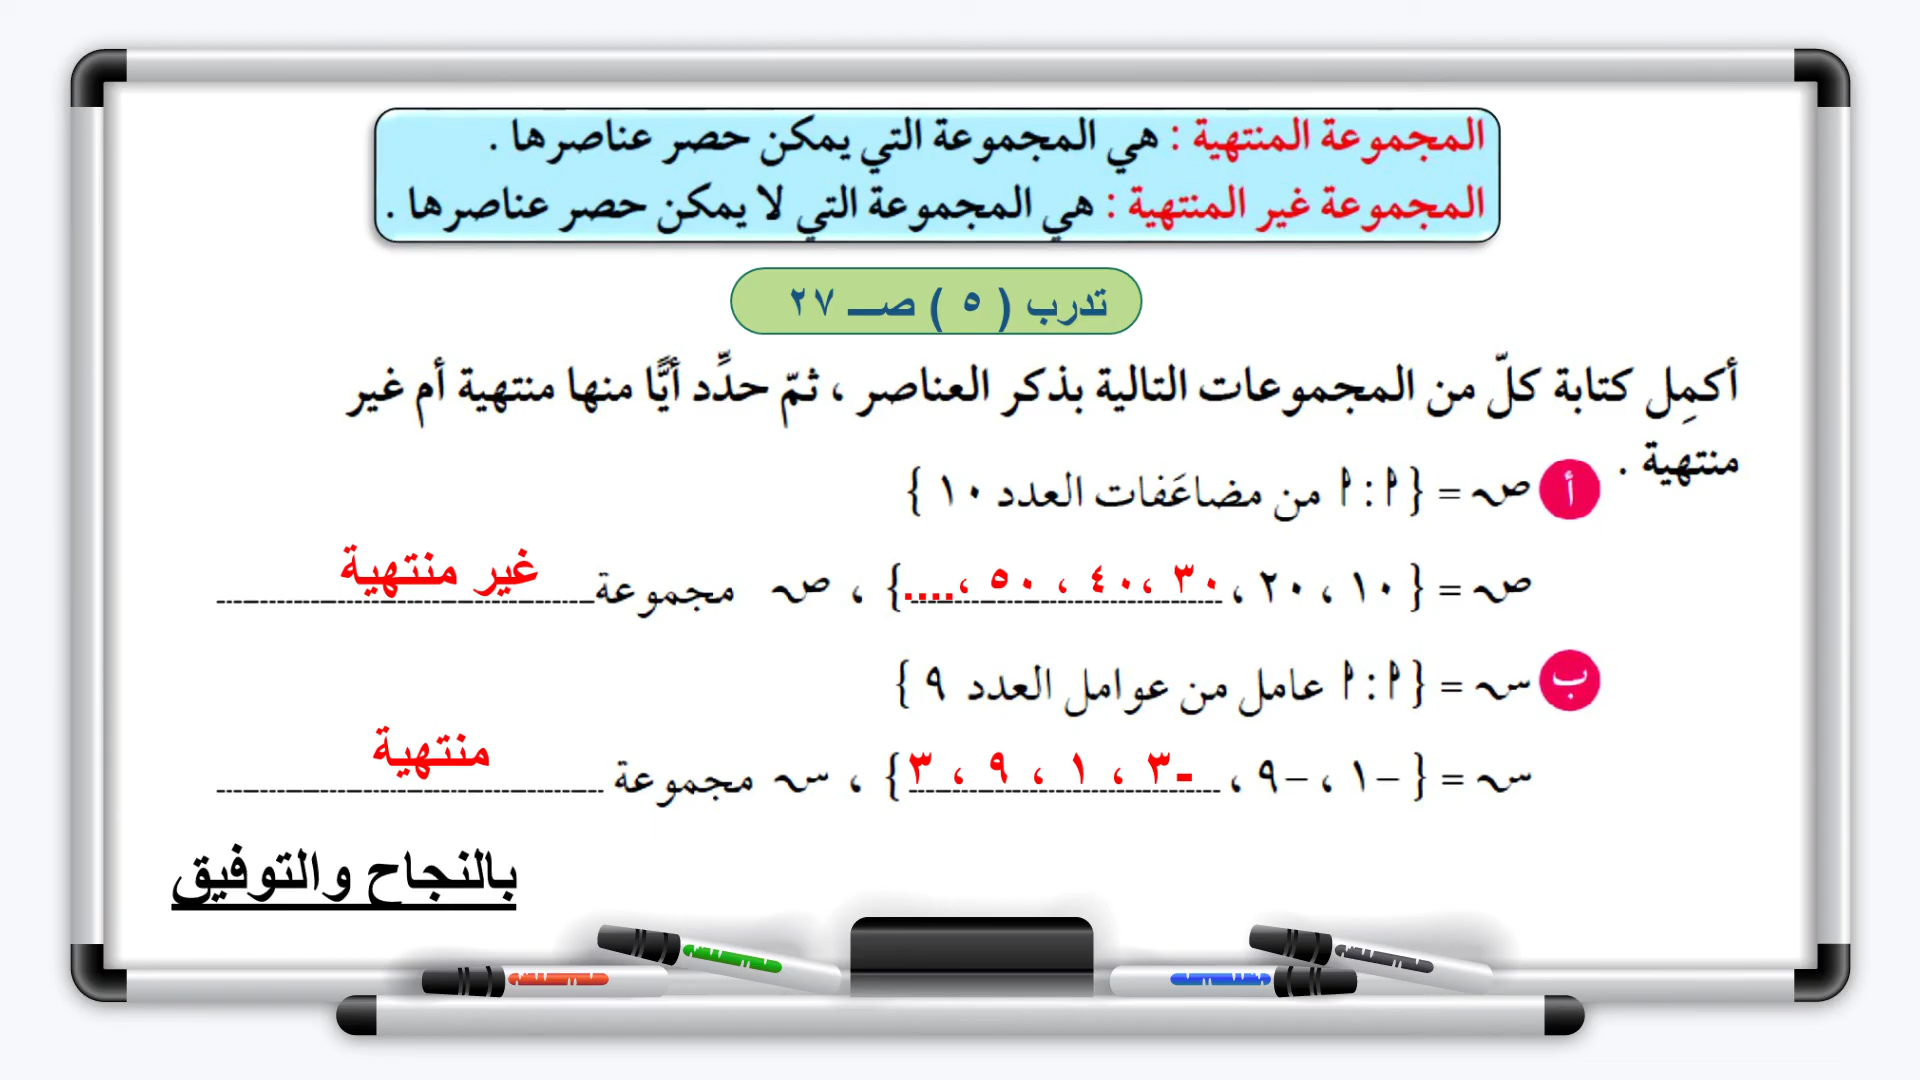 المجموعة المنتهية : هي المجموعة التي يمكن حصر عناصرها .
المجموعة غير المنتهية : هي المجموعة التي لا يمكن حصر عناصرها .
تدرب ( ٥ ) صـــ ٢٧
أكمِل كتابة كلّ من المجموعات التالية بذكر العناصر ، ثمّ حدِّد أيًّا منها منتهية أم غير
منتهية .
أ صـ = { ا : ا من مضاعَفات العدد ١٠ }
صـ = { ١٠ ، ٢٠ ، ٣٠ ،٤٠ ، ٥٠ ،.... } ، صـ مجموعة غير منتهية
ب سـ = { ا : ا عامل من عوامل العدد ٩ }
سـ = { –١ ، –٩ ، -٣ ، ١ ، ٩ ، ٣ } ، سـ مجموعة منتهية
بالنجاح والتوفيق